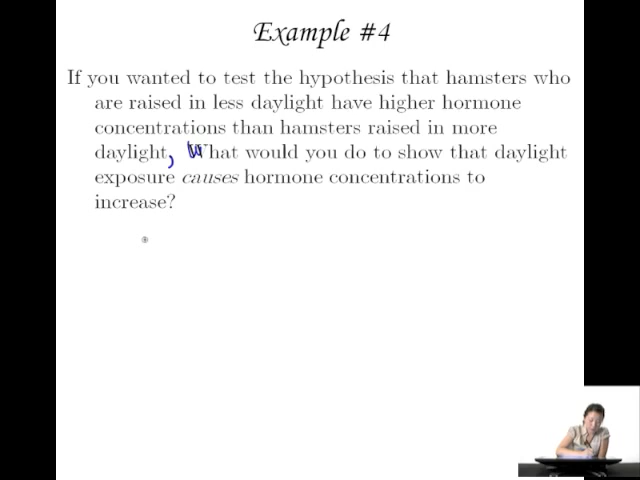 Example #4
If you wanted to test the hypothesis that hamsters who
are raised in less daylight have higher hormone
concentrations than hamsters raised in more
daylight, What would you do to show that daylight
exposure causes hormone concentrations to
increase?